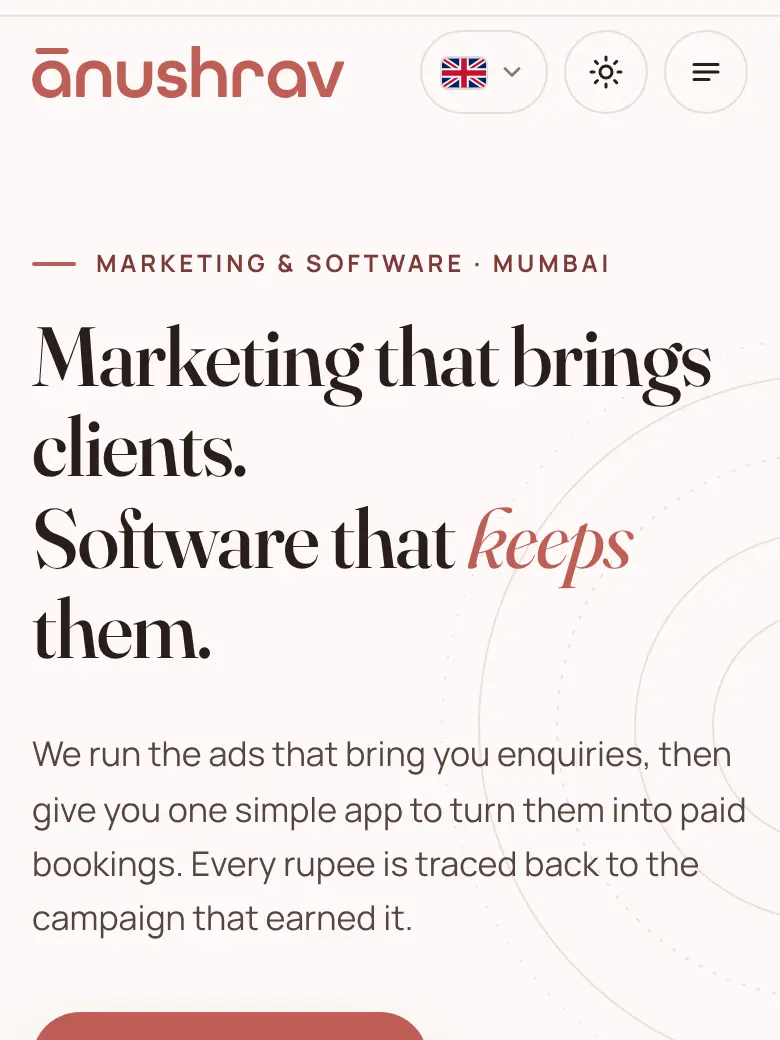 ānushrav
MARKETING & SOFTWARE · MUMBAI
Marketing that brings
clients.
Software that keeps
them.
We run the ads that bring you enquiries, then
give you one simple app to turn them into paid
bookings. Every rupee is traced back to the
campaign that earned it.